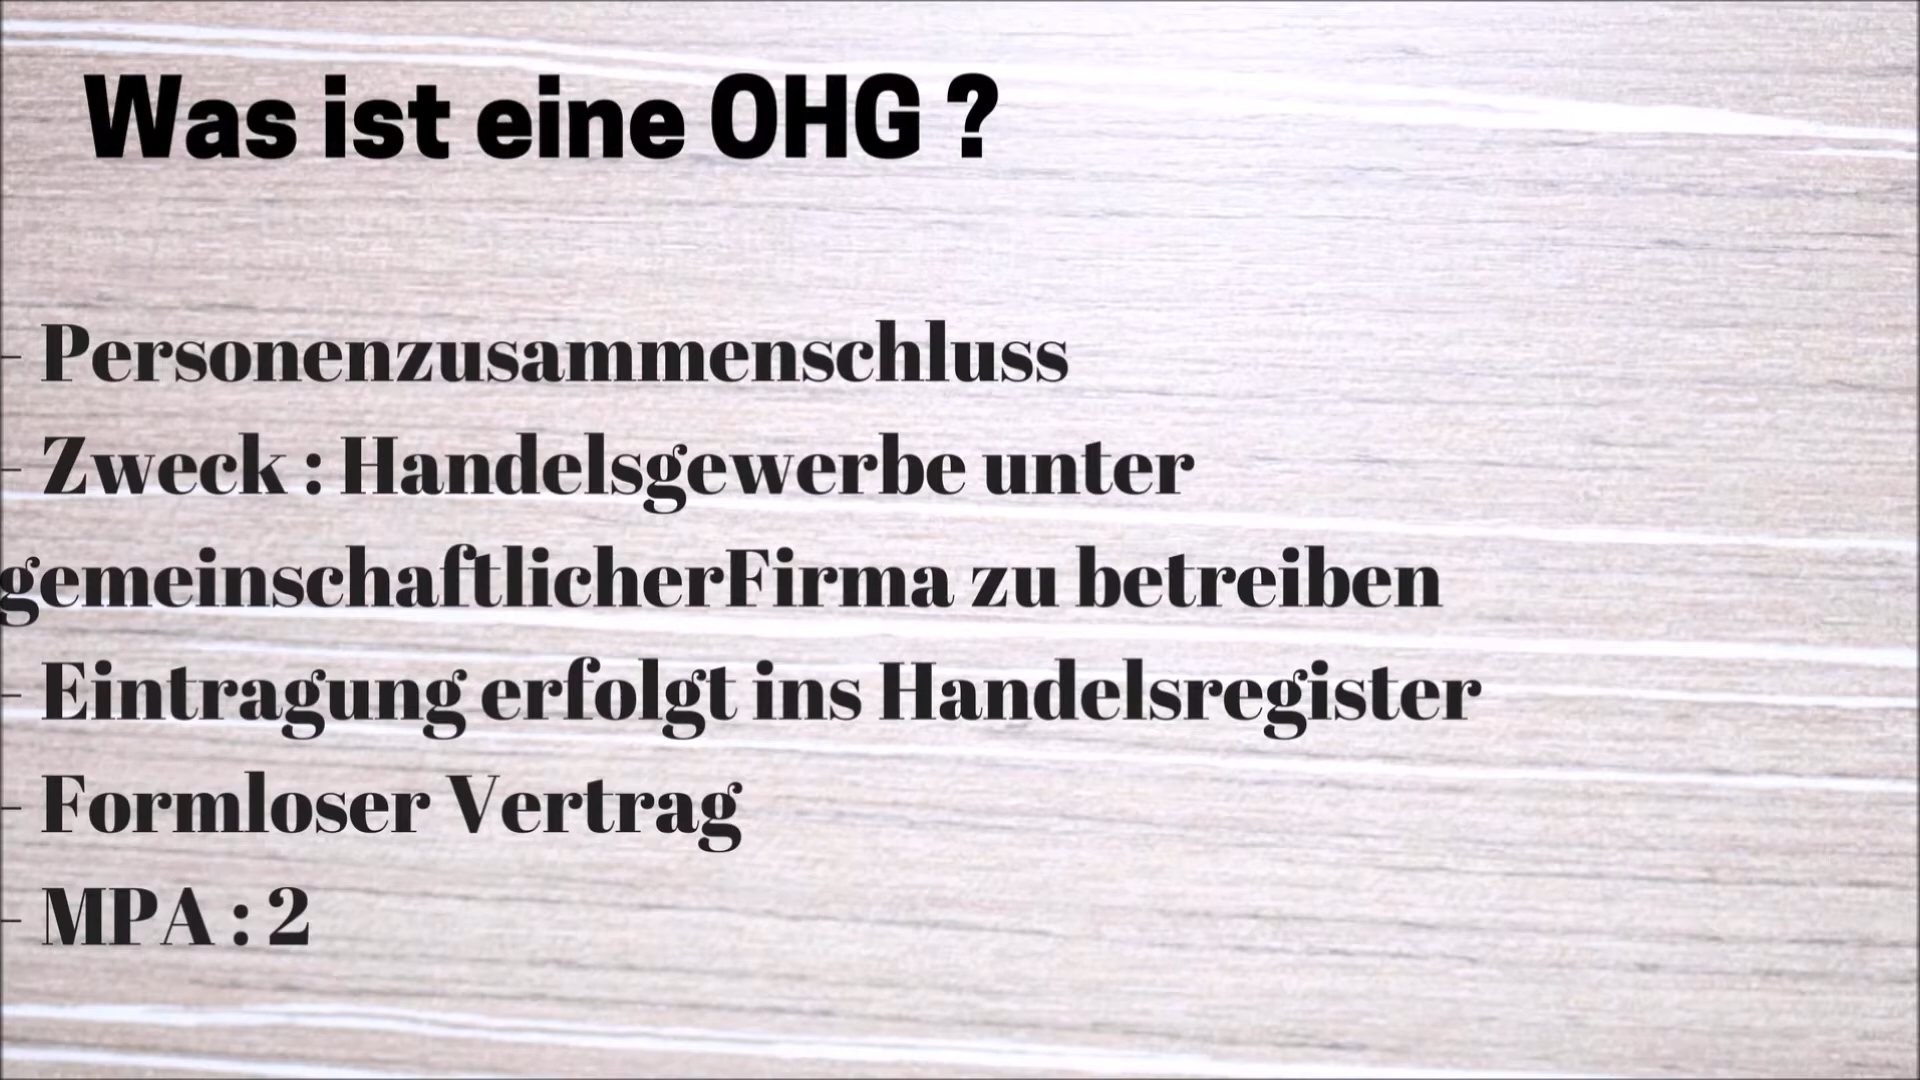 Was ist eine OHG ?
- Personenzusammenschluss
- Zweck : Handelsgewerbe unter
gemeinschaftlicherFirma zu betreiben
- Eintragung erfolgt ins Handelsregister
- Formloser Vertrag
- MPA : 2